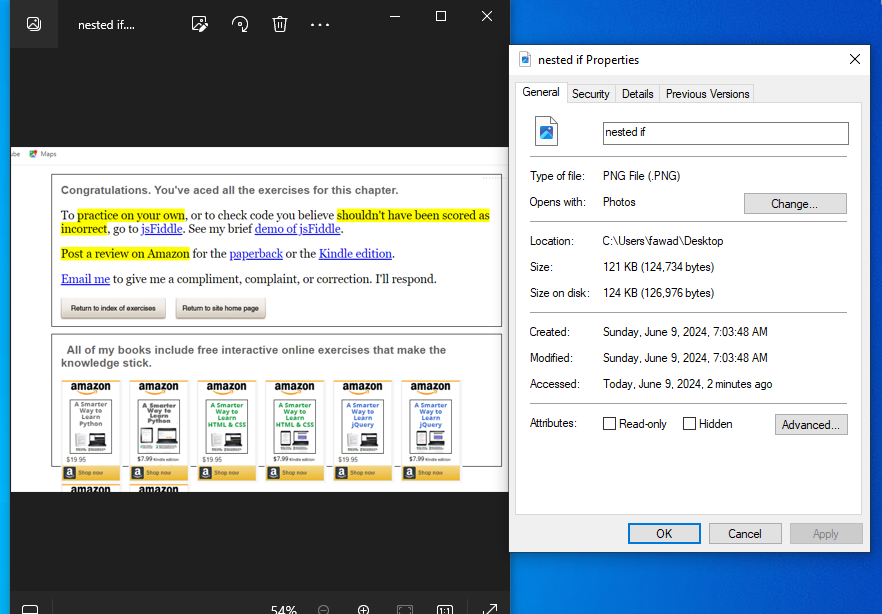 nested if....
be
Maps
Congratulations. You've aced all the exercises for this chapter.
To practice on your own, or to check code you believe shouldn't have been scored as
incorrect, go to jsFiddle. See my brief demo of jsFiddle.
Post a review on Amazon for the paperback or the Kindle edition.
Email me to give me a compliment, complaint, or correction. I'll respond.
Return to index of exercises
Return to site home page
All of my books include free interactive online exercises that make the
knowledge stick.
amazon amazon amazon amazon amazon amazon
A Smarter Way to Learn Python
$19.95
Shop now
A Smarter Way to Learn Python
$7.99 Kindle edition
Shop now
A Smarter Way to Learn HTML & CSS
$19.95
Shop now
A Smarter Way to Learn HTML & CSS
$7.99 Kindle edition
Shop now
A Smarter Way to Learn jQuery
$19.95
Shop now
A Smarter Way to Learn jQuery
$7.99 Kindle edition
Shop now
amazon amazon
54%
1:1
nested if Properties
General Security Details Previous Versions
nested if
Type of file: PNG File (.PNG)
Opens with: Photos Change...
Location: C:\Users\fawad\Desktop
Size: 121 KB (124,734 bytes)
Size on disk: 124 KB (126,976 bytes)
Created: Sunday, June 9, 2024, 7:03:48 AM
Modified: Sunday, June 9, 2024, 7:03:48 AM
Accessed: Today, June 9, 2024, 2 minutes ago
Attributes: Read-only Hidden Advanced...
OK Cancel Apply